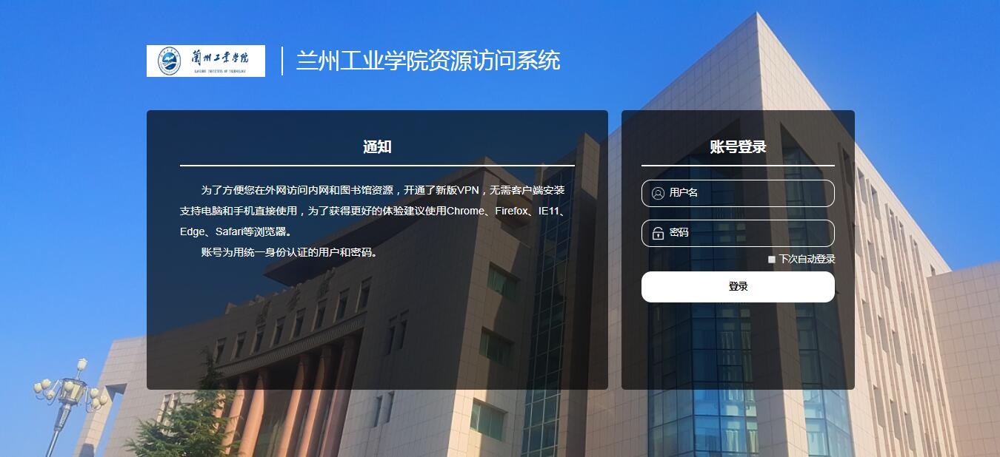 兰州工业学院
LANZHOU INSTITUTE OF TECHNOLOGY
兰州工业学院资源访问系统
通知
为了方便您在外网访问内网和图书馆资源，开通了新版VPN，无需客户端安装
支持电脑和手机直接使用，为了获得更好的体验建议使用Chrome、Firefox、IE11、
Edge、Safari等浏览器。
账号为用统一身份认证的用户和密码。
账号登录
用户名
密码
下次自动登录
登录